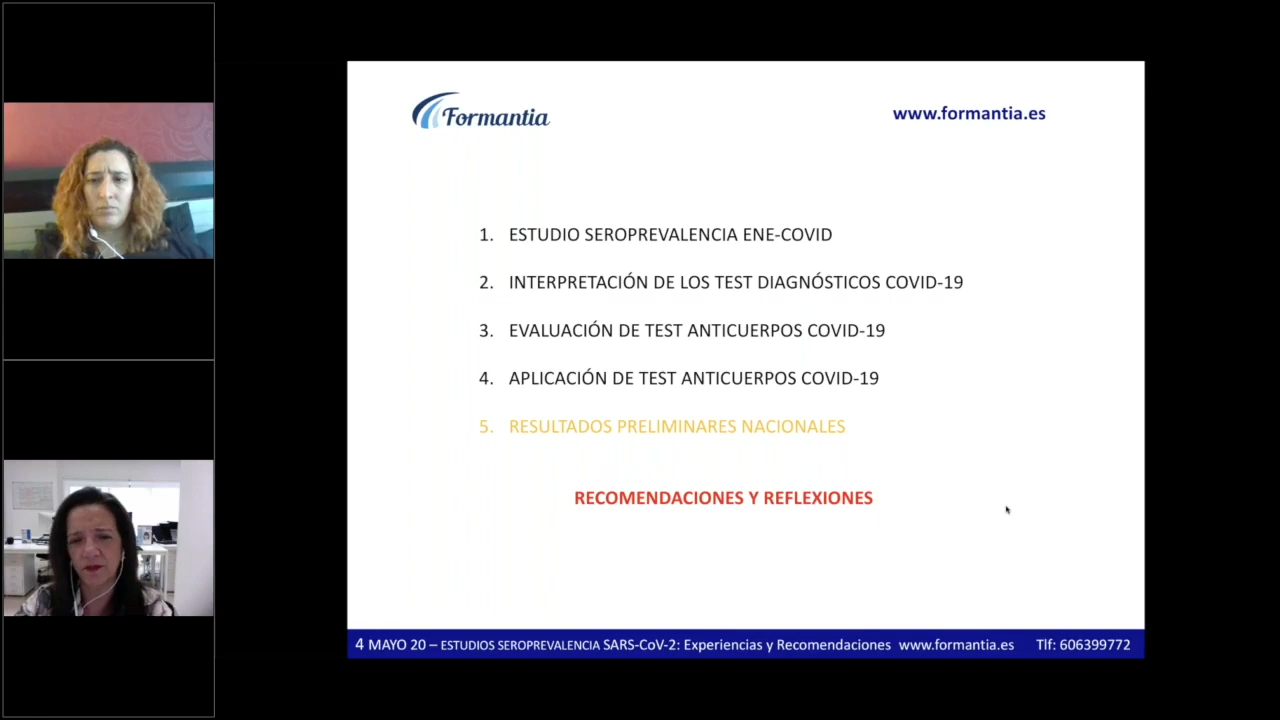 Formantia
www.formantia.es
1. ESTUDIO SEROPREVALENCIA ENE-COVID
2. INTERPRETACIÓN DE LOS TEST DIAGNÓSTICOS COVID-19
3. EVALUACIÓN DE TEST ANTICUERPOS COVID-19
4. APLICACIÓN DE TEST ANTICUERPOS COVID-19
5. RESULTADOS PRELIMINARES NACIONALES
RECOMENDACIONES Y REFLEXIONES
4 MAYO 20 – ESTUDIOS SEROPREVALENCIA SARS-CoV-2: Experiencias y Recomendaciones www.formantia.es Tlf: 606399772